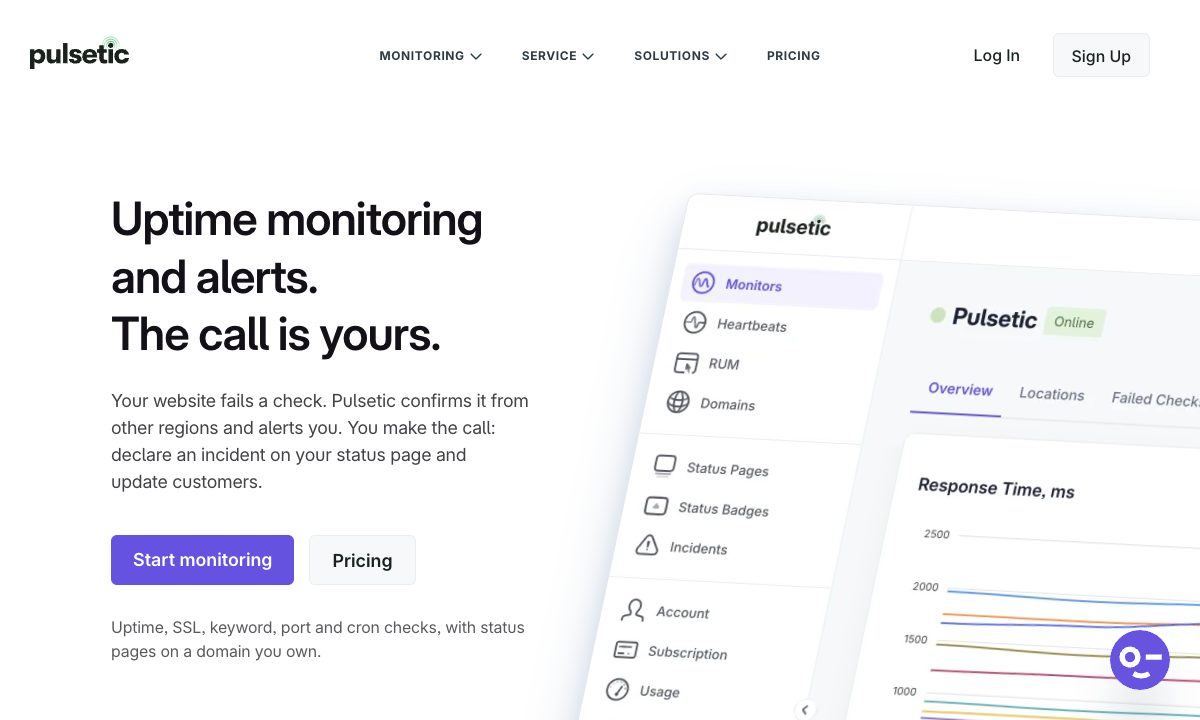 pulsetic
MONITORING
SERVICE
SOLUTIONS
PRICING
Log In
Sign Up
Uptime monitoring
and alerts.
The call is yours.
Your website fails a check. Pulsetic confirms it from
other regions and alerts you. You make the call:
declare an incident on your status page and
update customers.
Start monitoring
Pricing
Uptime, SSL, keyword, port and cron checks, with status
pages on a domain you own.
pulsetic
Monitors
Heartbeats
RUM
Domains
Status Pages
Status Badges
Incidents
Account
Subscription
Usage
Pulsetic
Online
Overview
Locations
Failed Checks
Response Time, ms
2500
2000
1500
1000